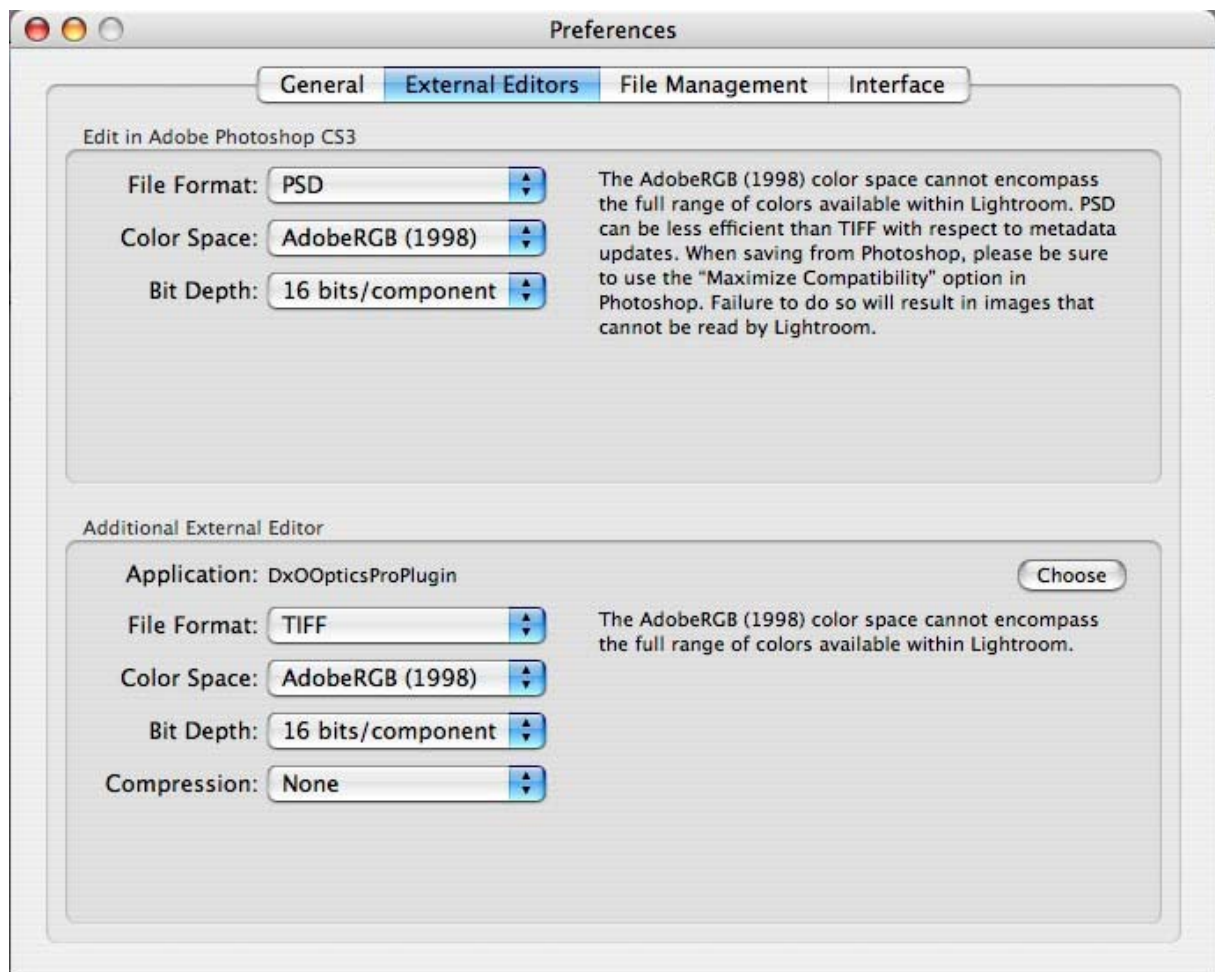 Preferences
General External Editors File Management Interface
Edit in Adobe Photoshop CS3
File Format: PSD
Color Space: AdobeRGB (1998)
Bit Depth: 16 bits/component
The AdobeRGB (1998) color space cannot encompass
the full range of colors available within Lightroom. PSD
can be less efficient than TIFF with respect to metadata
updates. When saving from Photoshop, please be sure
to use the “Maximize Compatibility” option in
Photoshop. Failure to do so will result in images that
cannot be read by Lightroom.
Additional External Editor
Application: DxOOpticsProPlugin
Choose
File Format: TIFF
Color Space: AdobeRGB (1998)
Bit Depth: 16 bits/component
Compression: None
The AdobeRGB (1998) color space cannot encompass
the full range of colors available within Lightroom.